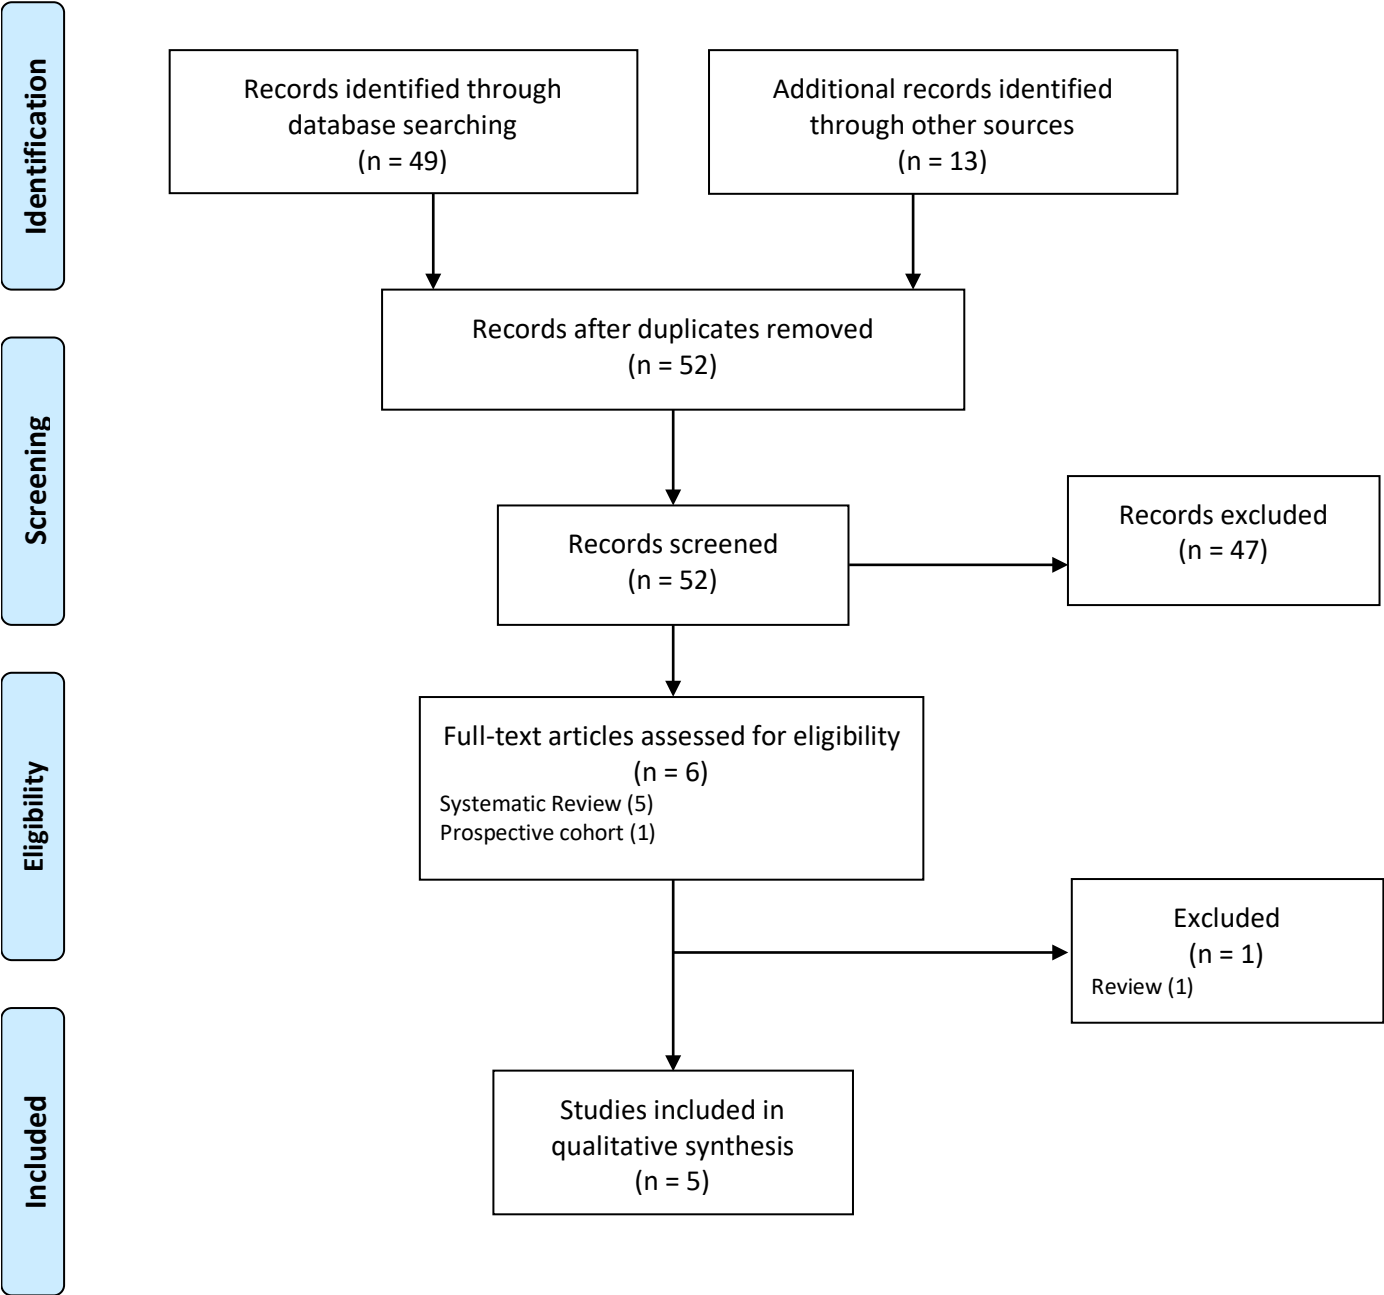 Identification
Records identified through
database searching
(n = 49)
Additional records identified
through other sources
(n = 13)
Records after duplicates removed
(n = 52)
Screening
Records screened
(n = 52)
Records excluded
(n = 47)
Eligibility
Full-text articles assessed for eligibility
(n = 6)
Systematic Review (5)
Prospective cohort (1)
Excluded
(n = 1)
Review (1)
Included
Studies included in
qualitative synthesis
(n = 5)